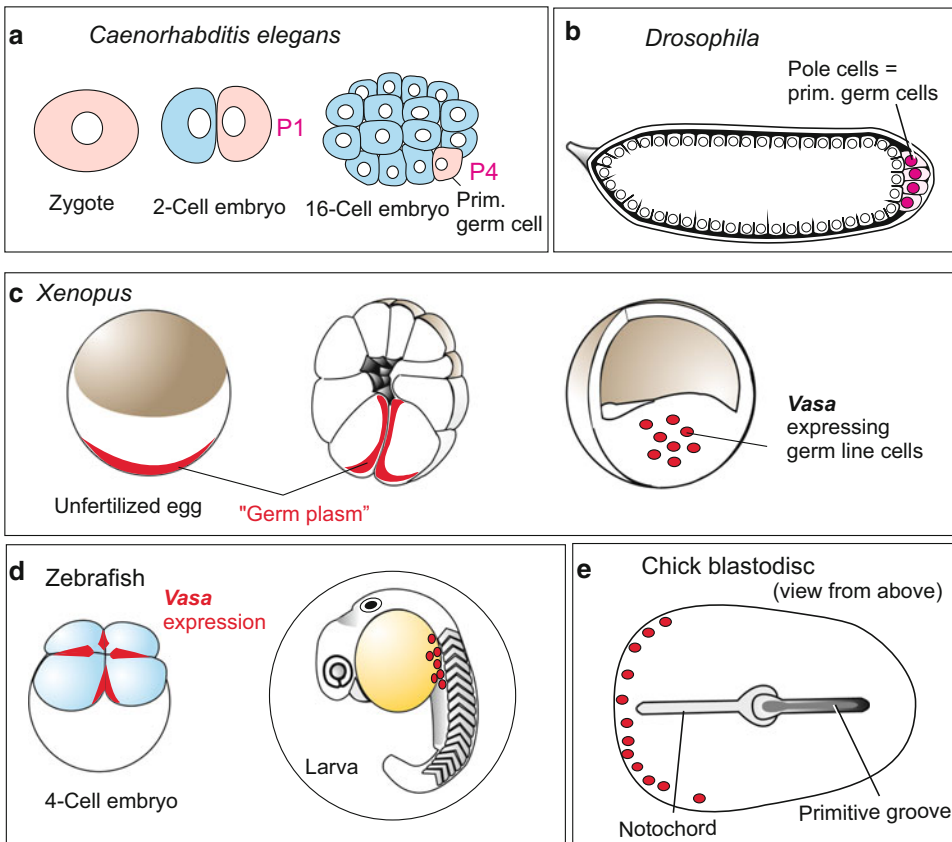 a
Caenorhabditis elegans
P1
P4
Zygote
2-Cell embryo
16-Cell embryo
Prim.
germ cell
b
Drosophila
Pole cells =
prim. germ cells
c
Xenopus
Unfertilized egg
"Germ plasm”
Vasa
expressing
germ line cells
d
Zebrafish
Vasa
expression
4-Cell embryo
Larva
e
Chick blastodisc
(view from above)
Notochord
Primitive groove